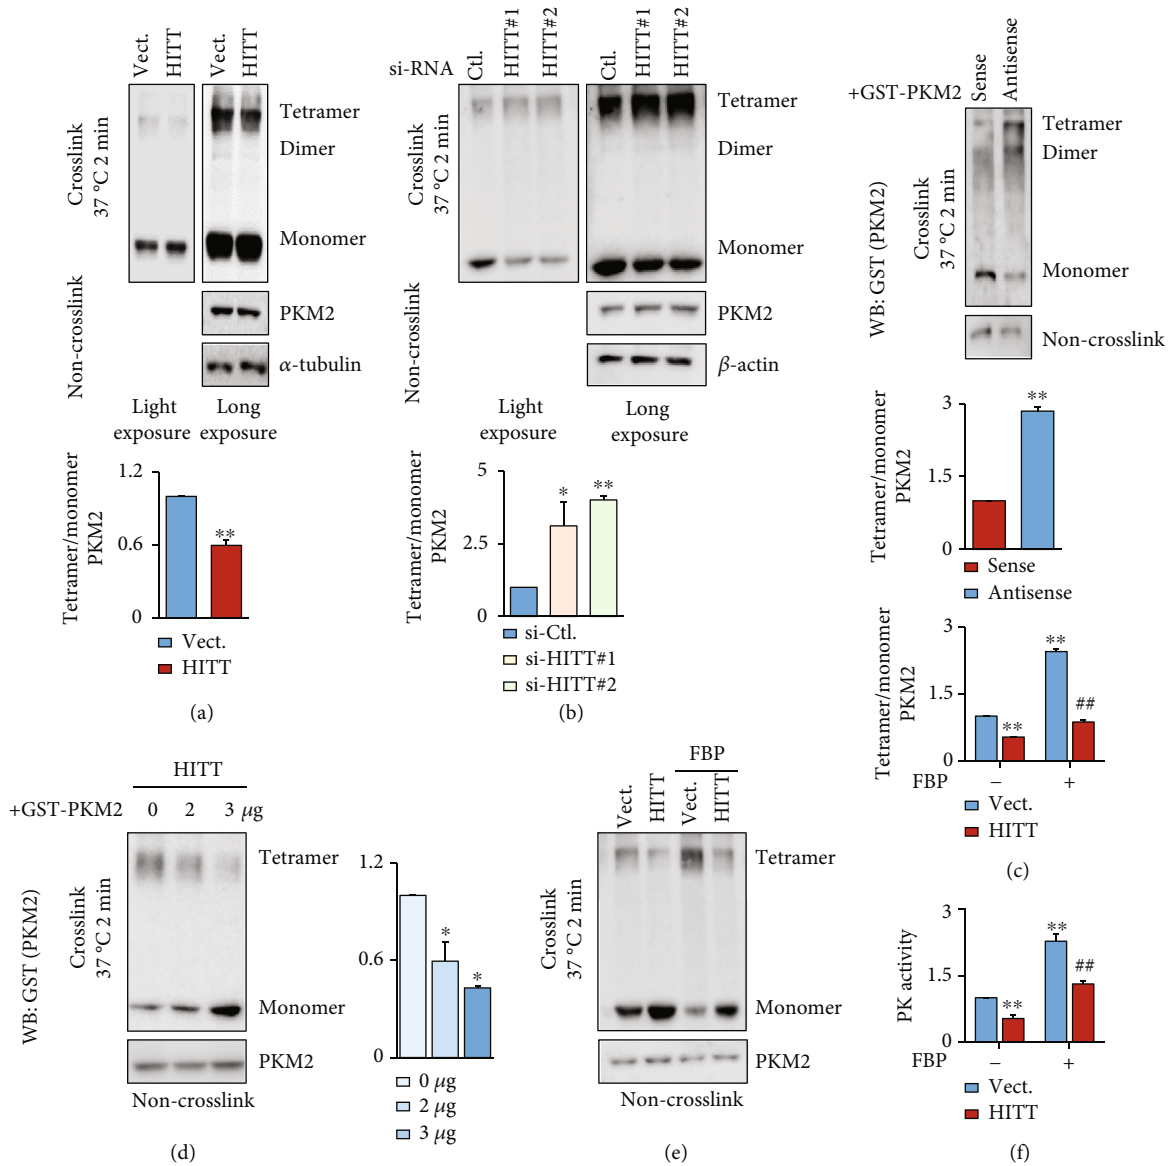 Vect.
HITT
Vect.
HITT
Crosslink
37 °C 2 min
Tetramer
Dimer
Monomer
Non-crosslink
PKM2
α-tubulin
Light
exposure
Long
exposure
Tetramer/monomer
PKM2
1.2
0.6
0
**
Vect.
HITT
(a)
si-RNA
Ctl.
HITT#1
HITT#2
Ctl.
HITT#1
HITT#2
Crosslink
37 °C 2 min
Tetramer
Dimer
Monomer
Non-crosslink
PKM2
β-actin
Light
exposure
Long
exposure
Tetramer/monomer
PKM2
5
2.5
0
*
**
si-Ctl.
si-HITT#1
si-HITT#2
(b)
+GST-PKM2
Sense
Antisense
WB: GST (PKM2)
Crosslink
37 °C 2 min
Tetramer
Dimer
Monomer
Non-crosslink
Tetramer/monomer
PKM2
3
1.5
0
**
Sense
Antisense
Tetramer/monomer
PKM2
3
1.5
0
**
**
##
FBP − +
Vect.
HITT
(c)
HITT
+GST-PKM2 0 2 3 μg
WB: GST (PKM2)
Crosslink
37 °C 2 min
Tetramer
Monomer
PKM2
Non-crosslink
1.2
0.6
0
*
*
0 μg
2 μg
3 μg
(d)
FBP
Vect.
HITT
Vect.
HITT
Crosslink
37 °C 2 min
Tetramer
Monomer
PKM2
Non-crosslink
(e)
PK activity
3
1.5
0
**
**
##
FBP − +
Vect.
HITT
(f)